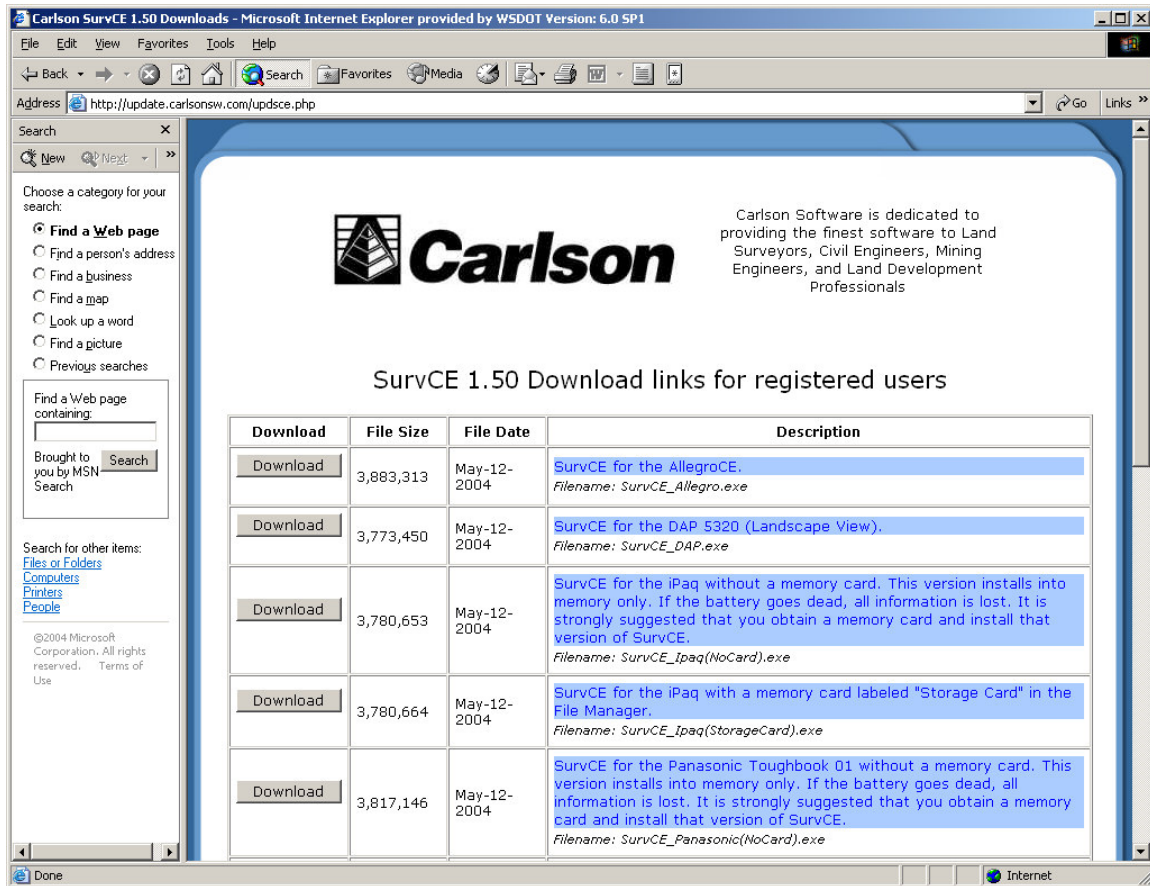 Carlson SurvCE 1.50 Downloads - Microsoft Internet Explorer provided by WSDOT Version: 6.0 SP1
File Edit View Favorites Tools Help
Back Search Favorites Media
Address http://update.carlsonsw.com/updsce.php Go Links »
Search
New Next »
Choose a category for your
search:
Find a Web page
Find a person's address
Find a business
Find a map
Look up a word
Find a picture
Previous searches
Find a Web page
containing:
Brought to
you by MSN
Search
Search
Search for other items:
Files or Folders
Computers
Printers
People
©2004 Microsoft
Corporation. All rights
reserved. Terms of
Use
Carlson
Carlson Software is dedicated to
providing the finest software to Land
Surveyors, Civil Engineers, Mining
Engineers, and Land Development
Professionals
SurvCE 1.50 Download links for registered users
Download File Size File Date Description
Download 3,883,313 May-12-
2004
SurvCE for the AllegroCE.
Filename: SurvCE_Allegro.exe
Download 3,773,450 May-12-
2004
SurvCE for the DAP 5320 (Landscape View).
Filename: SurvCE_DAP.exe
Download 3,780,653 May-12-
2004
SurvCE for the iPaq without a memory card. This version installs into
memory only. If the battery goes dead, all information is lost. It is
strongly suggested that you obtain a memory card and install that
version of SurvCE.
Filename: SurvCE_Ipaq(NoCard).exe
Download 3,780,664 May-12-
2004
SurvCE for the iPaq with a memory card labeled "Storage Card" in the
File Manager.
Filename: SurvCE_Ipaq(StorageCard).exe
Download 3,817,146 May-12-
2004
SurvCE for the Panasonic Toughbook 01 without a memory card. This
version installs into memory only. If the battery goes dead, all
information is lost. It is strongly suggested that you obtain a memory
card and install that version of SurvCE.
Filename: SurvCE_Panasonic(NoCard).exe
Done Internet